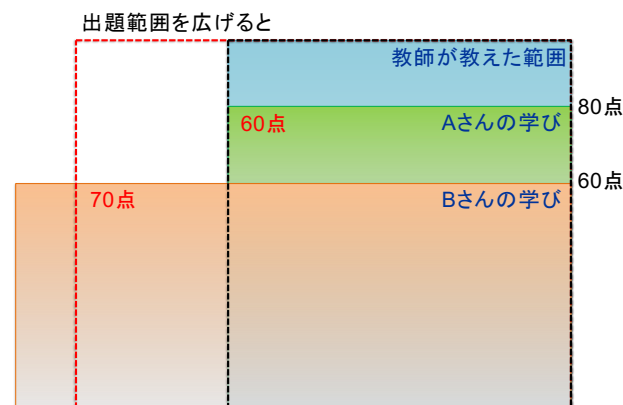 出題範囲を広げると
教師が教えた範囲
80点
60点
Aさんの学び
60点
70点
Bさんの学び